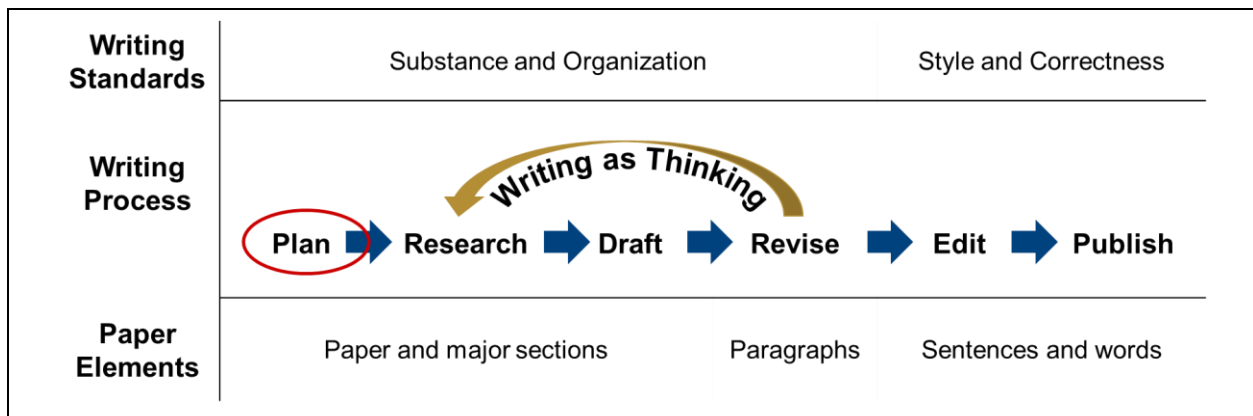 Writing
Standards
Substance and Organization
Style and Correctness
Writing
Process
Writing as Thinking
Plan
Research
Draft
Revise
Edit
Publish
Paper
Elements
Paper and major sections
Paragraphs
Sentences and words